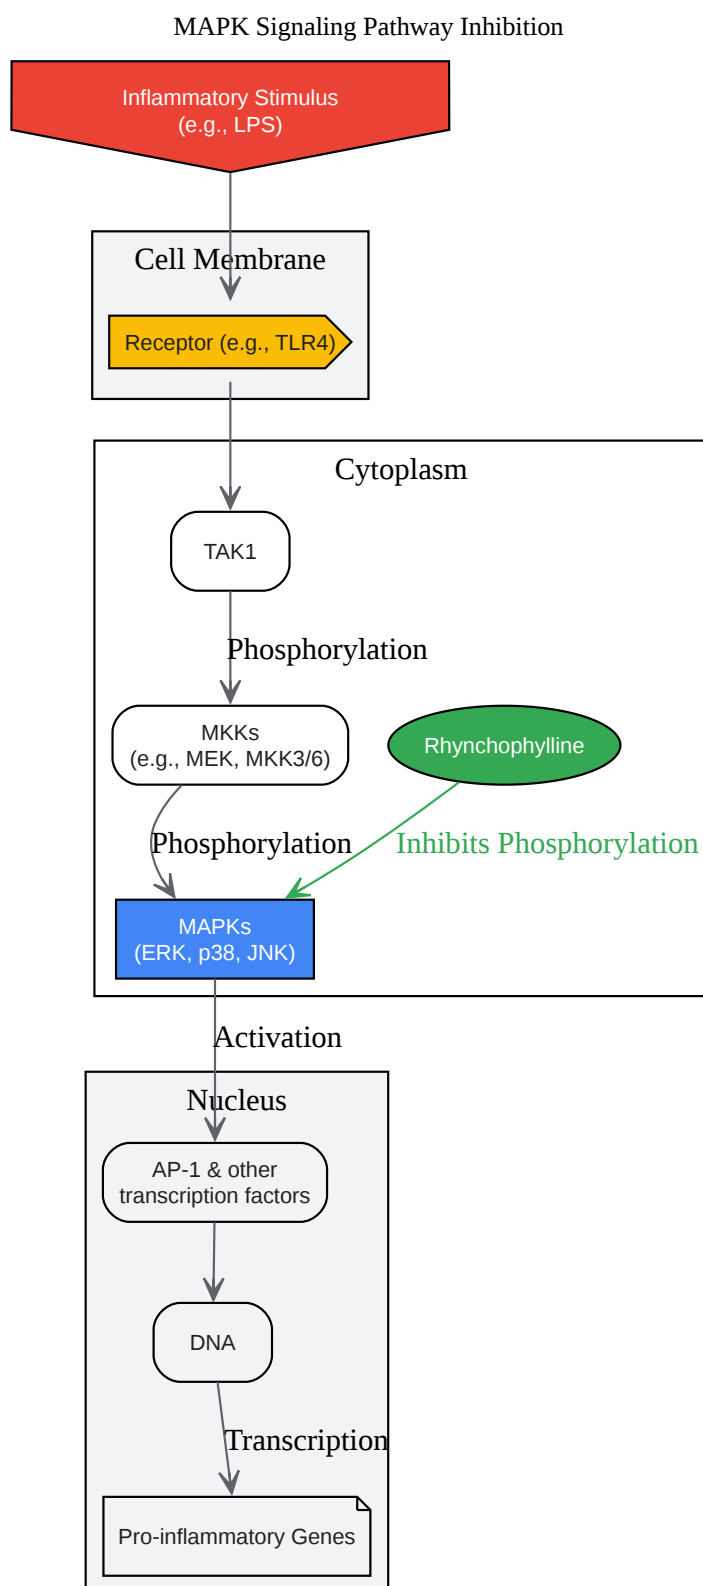 MAPK Signaling Pathway Inhibition
Inflammatory Stimulus
(e.g., LPS)
Cell Membrane
Receptor (e.g., TLR4)
Cytoplasm
TAK1
Phosphorylation
MKKs
(e.g., MEK, MKK3/6)
Rhynchophylline
Phosphorylation
Inhibits Phosphorylation
MAPKs
(ERK, p38, JNK)
Activation
Nucleus
AP-1 & other
transcription factors
DNA
Transcription
Pro-inflammatory Genes